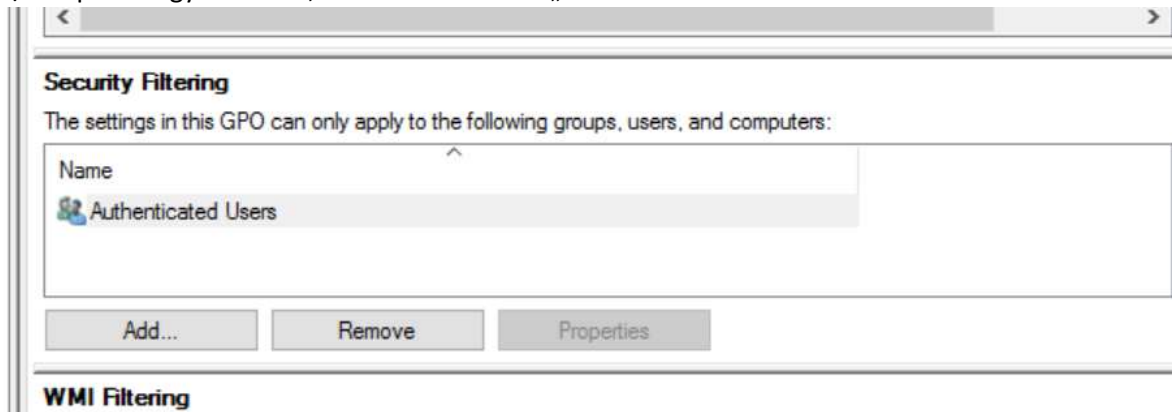 Security Filtering
The settings in this GPO can only apply to the following groups, users, and computers:
Name
Authenticated Users
Add...
Remove
Properties
WMI Filtering